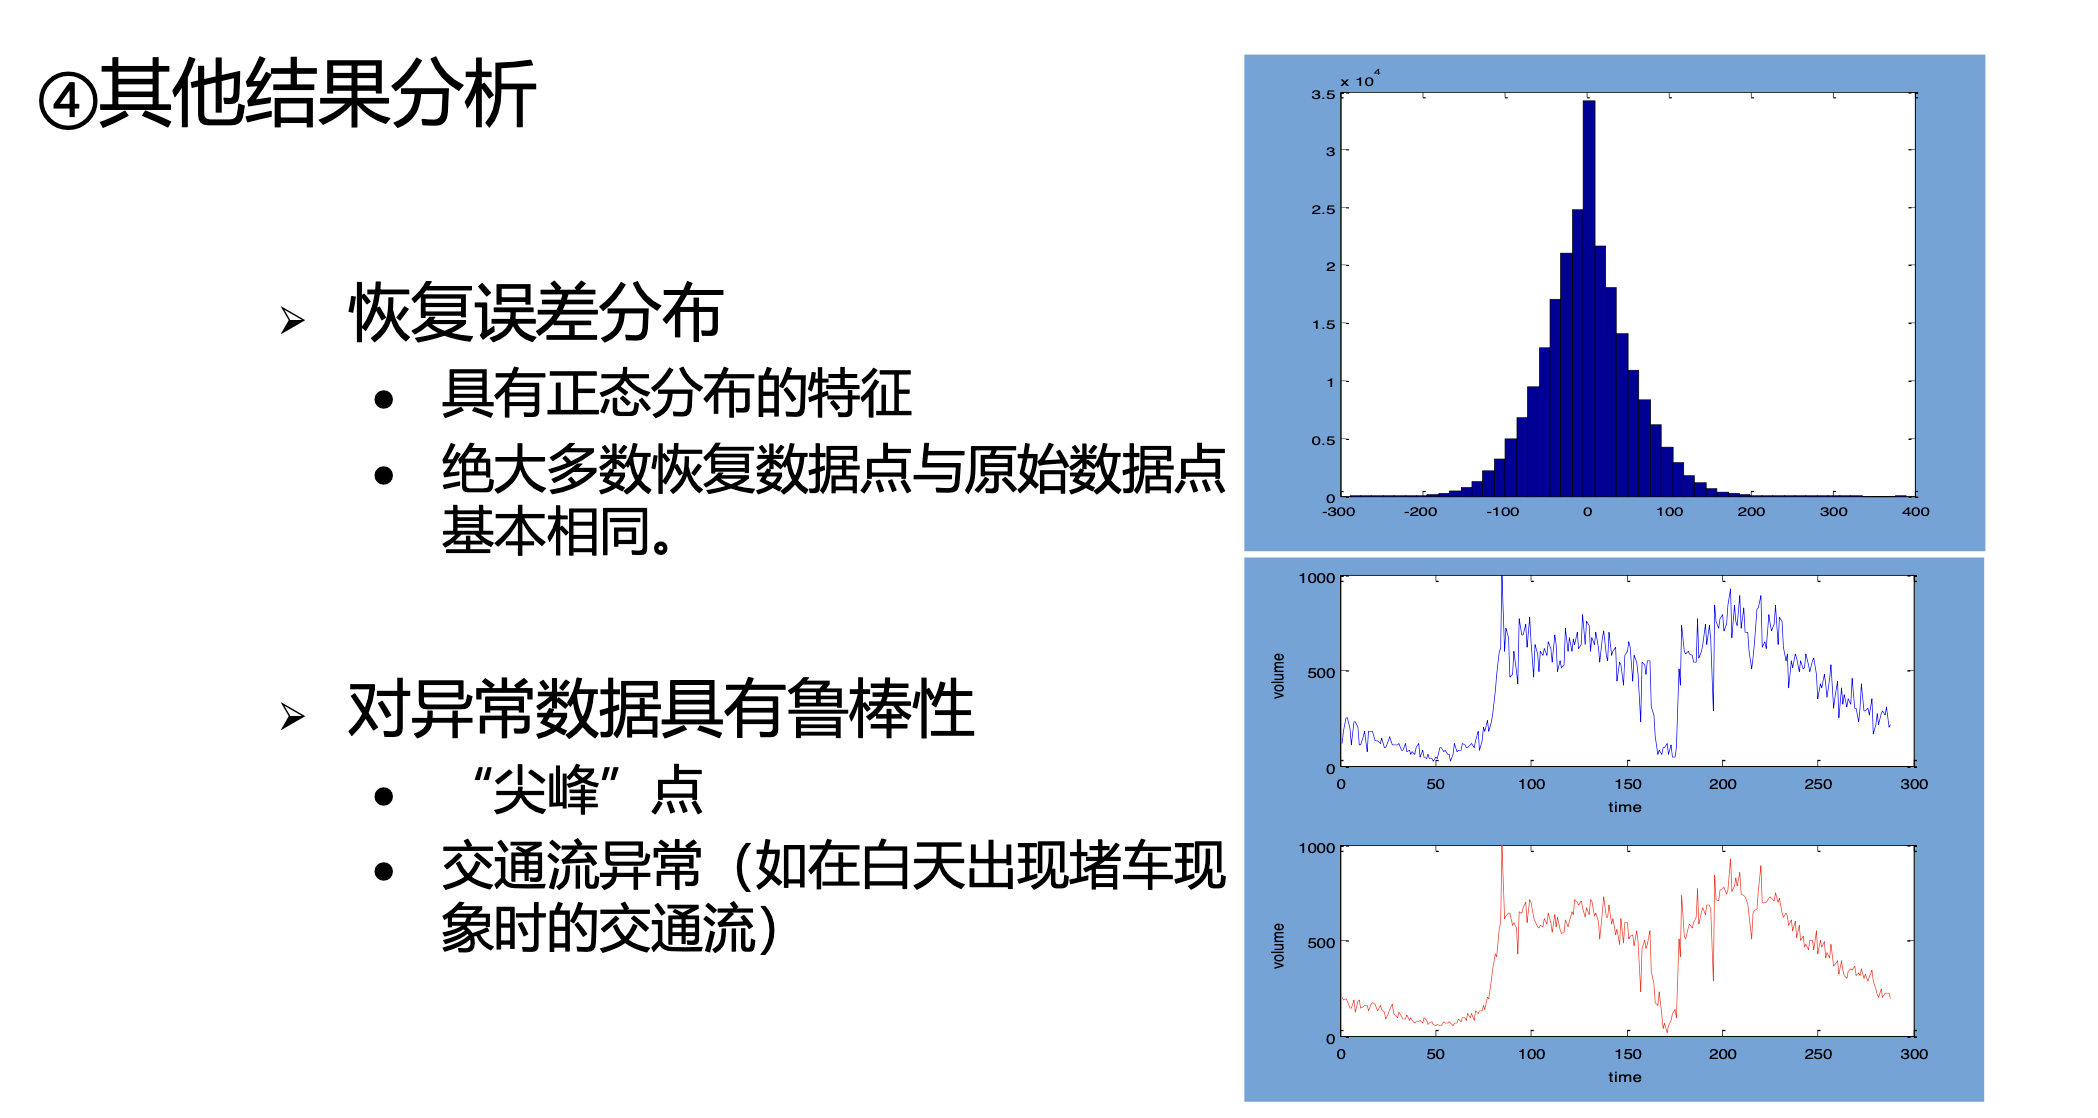 ④其他结果分析
➢ 恢复误差分布
● 具有正态分布的特征
● 绝大多数恢复数据点与原始数据点
基本相同。
➢ 对异常数据具有鲁棒性
● “尖峰”点
● 交通流异常（如在白天出现堵车现
象时的交通流）
x 10^4
3.5
3
2.5
2
1.5
1
0.5
0
-300 -200 -100 0 100 200 300 400
1000
500
0
volume
0 50 100 150 200 250 300
time
1000
500
0
volume
0 50 100 150 200 250 300
time